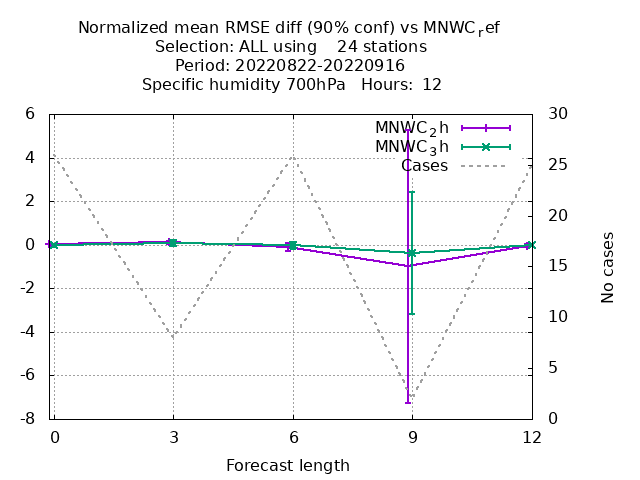 Normalized mean RMSE diff (90% conf) vs MNWC_ref
Selection: ALL using    24 stations
Period: 20220822-20220916
Specific humidity 700hPa   Hours:  12
MNWC_2h
MNWC_3h
Cases
6
4
2
0
-2
-4
-6
-8
30
25
20
15
10
5
0
No cases
0 3 6 9 12
Forecast length